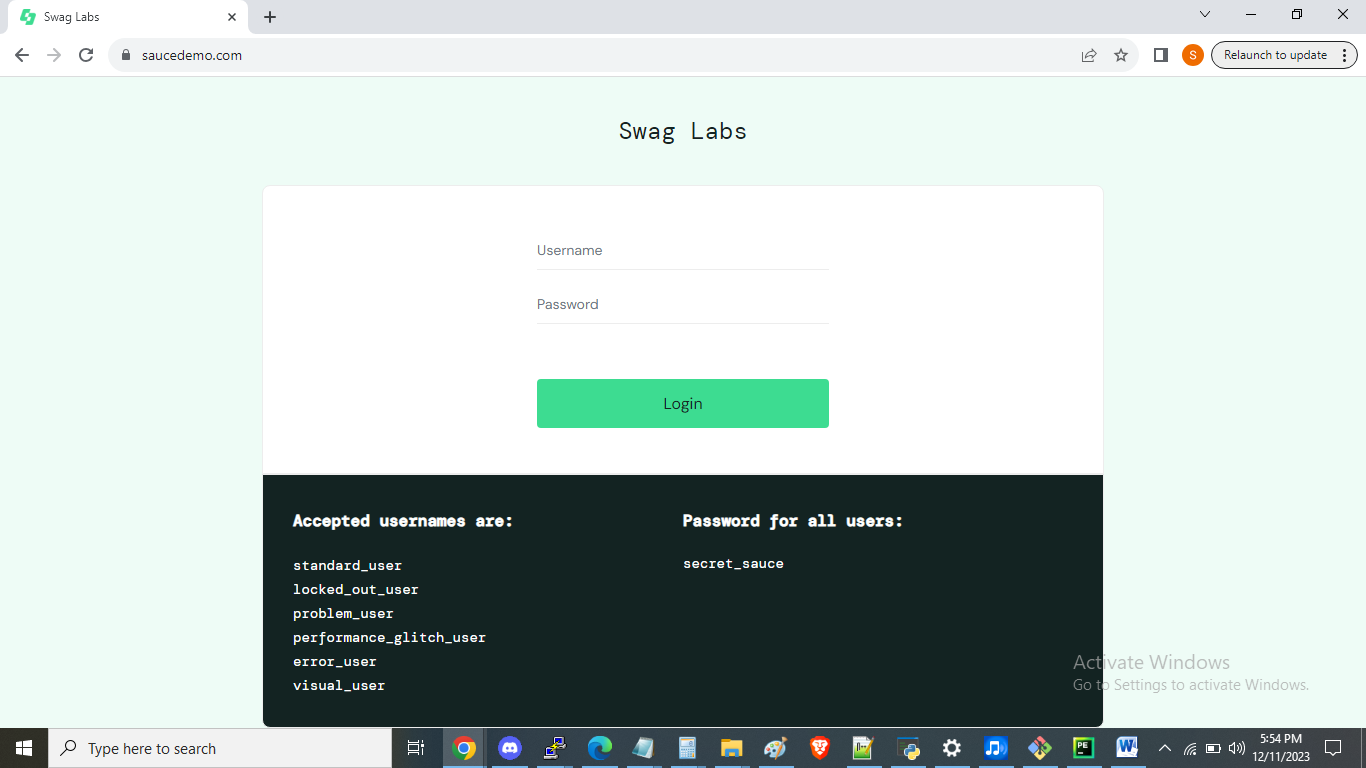 Swag Labs
saucedemo.com
S
Relaunch to update
Swag Labs
Username
Password
Login
Accepted usernames are:
standard_user
locked_out_user
problem_user
performance_glitch_user
error_user
visual_user
Password for all users:
secret_sauce
Activate Windows
Go to Settings to activate Windows.
Type here to search
PE
W
5:54 PM
12/11/2023